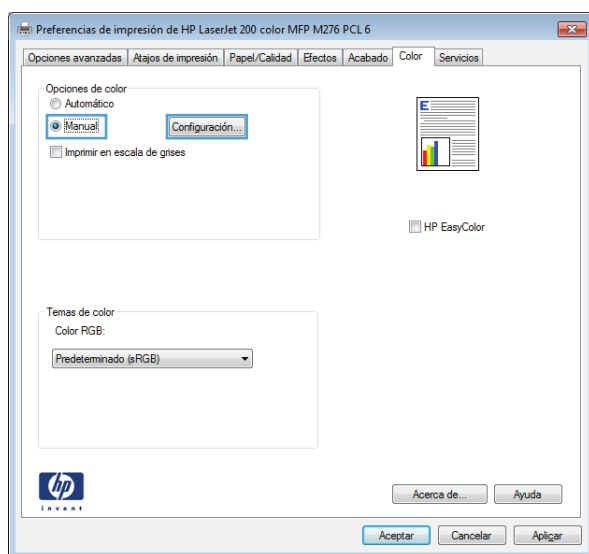 Preferencias de impresión de HP LaserJet 200 color MFP M276 PCL 6
Opciones avanzadas Atajos de impresión Papel/Calidad Efectos Acabado Color Servicios
Opciones de color
Automático
Manual Configuración...
Imprimir en escala de grises
E
HP EasyColor
Temas de color
Color RGB:
Predeterminado (sRGB)
hp
invent
Acerca de... Ayuda
Aceptar Cancelar Aplicar